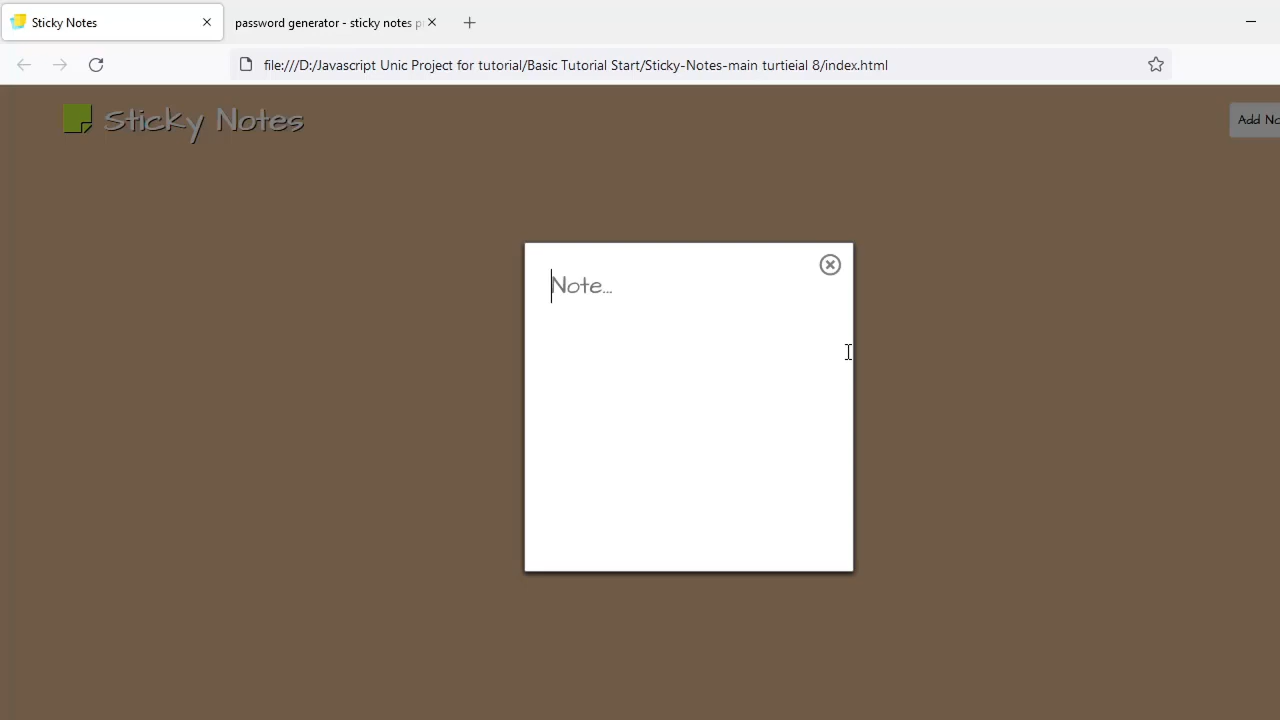 Sticky Notes
password generator - sticky notes
file:///D:/Javascript Unic Project for tutorial/Basic Tutorial Start/Sticky-Notes-main turtieial 8/index.html
Sticky Notes
Add
Note...